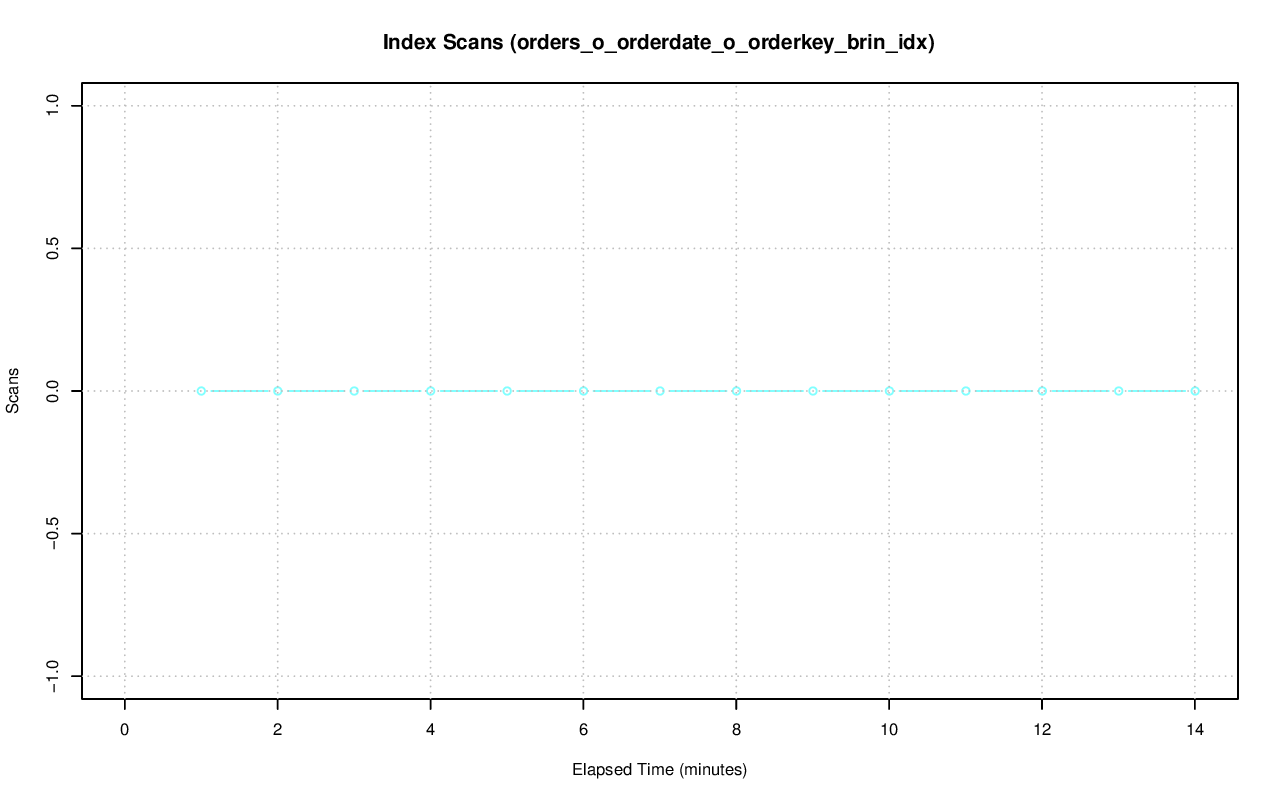 Index Scans (orders_o_orderdate_o_orderkey_brin_idx)
1.0
0.5
0.0
−0.5
−1.0
Scans
0 2 4 6 8 10 12 14
Elapsed Time (minutes)